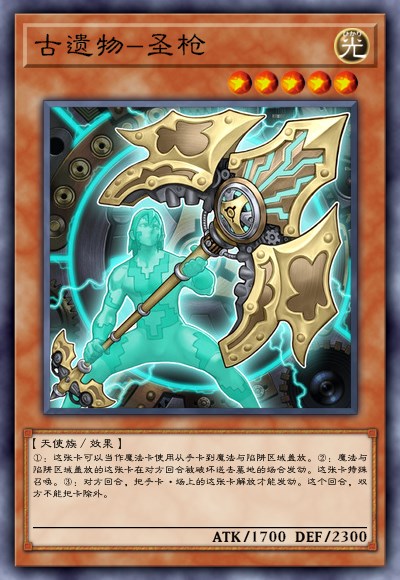 古遗物-圣枪
ひかり
光
【天使族/效果】
①：这张卡可以当作魔法卡使用从手卡到魔法与陷阱区域盖放。②：魔法与
陷阱区域盖放的这张卡在对方回合被破坏送去墓地的场合发动。这张卡特殊
召唤。③：对方回合，把手卡·场上的这张卡解放才能发动。这个回合，双
方不能把卡除外。
ATK/1700 DEF/2300